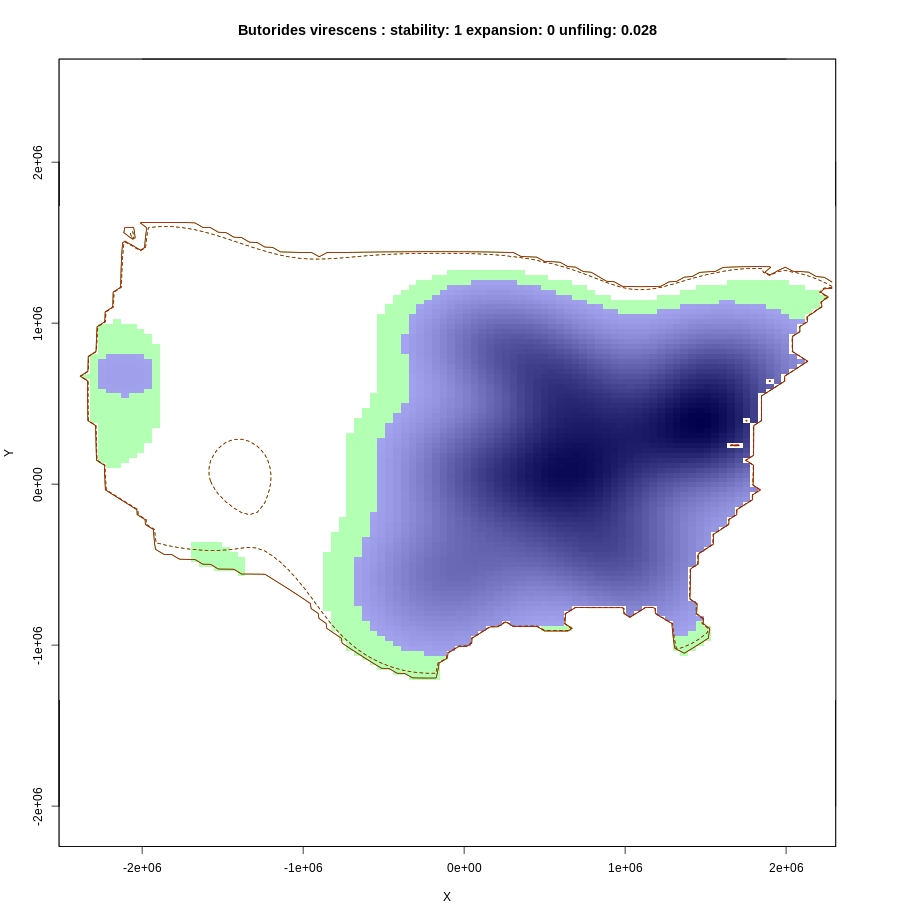 Butorides virescens : stability: 1 expansion: 0 unfiling: 0.028
2e+06
1e+06
0e+00
-1e+06
-2e+06
Y
-2e+06 -1e+06 0e+00 1e+06 2e+06
X